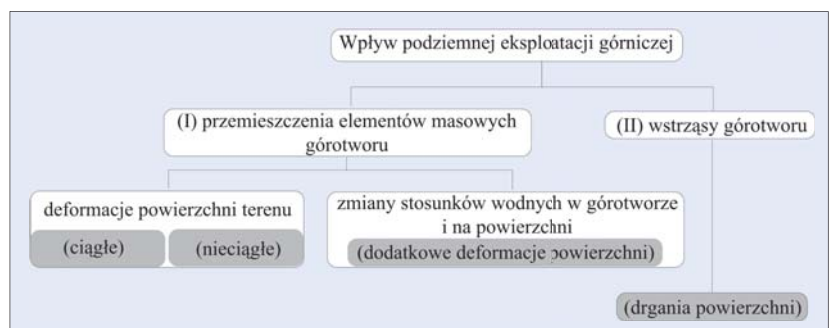 Wpływ podziemnej eksploatacji górniczej
(I) przemieszczenia elementów masowych
górotworu
(II) wstrząsy górotworu
deformacje powierzchni terenu
(ciągłe)
(nieciągłe)
zmiany stosunków wodnych w górotworze
i na powierzchni
(dodatkowe deformacje powierzchni)
(drgania powierzchni)